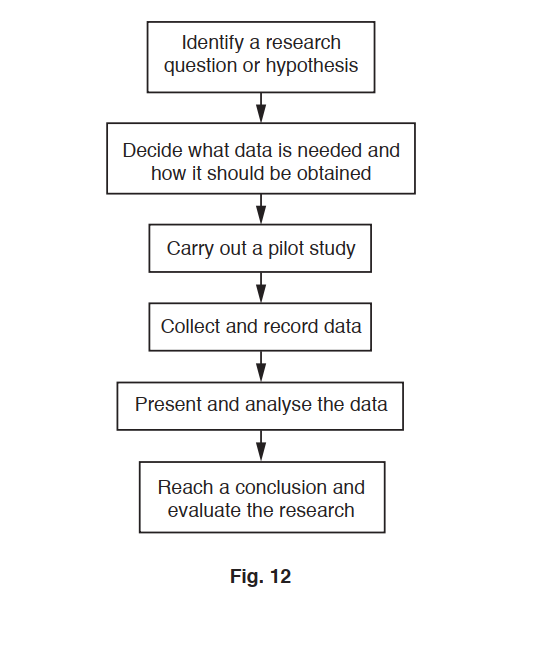 Identify a research
question or hypothesis
Decide what data is needed and
how it should be obtained
Carry out a pilot study
Collect and record data
Present and analyse the data
Reach a conclusion and
evaluate the research
Fig. 12